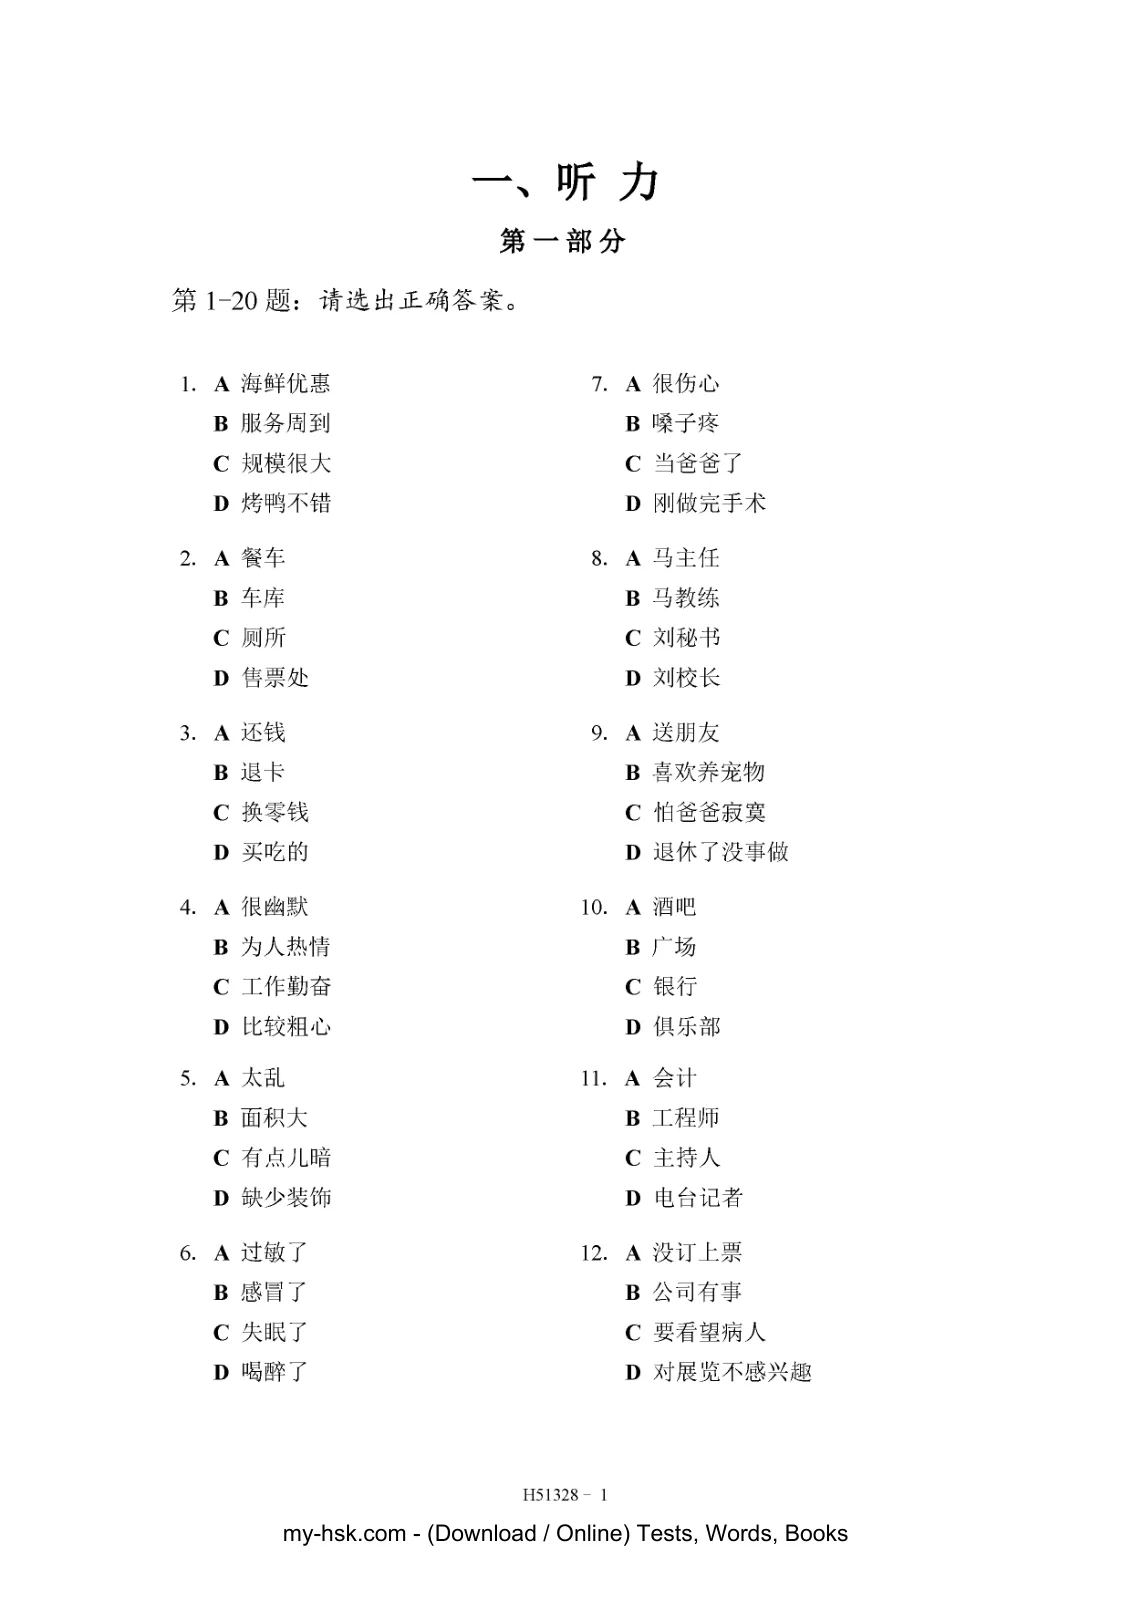 一、听 力
第一部分
第1-20题：请选出正确答案。
1. A 海鲜优惠
B 服务周到
C 规模很大
D 烤鸭不错
2. A 餐车
B 车库
C 厕所
D 售票处
3. A 还钱
B 退卡
C 换零钱
D 买吃的
4. A 很幽默
B 为人热情
C 工作勤奋
D 比较粗心
5. A 太乱
B 面积大
C 有点儿暗
D 缺少装饰
6. A 过敏了
B 感冒了
C 失眠了
D 喝醉了
7. A 很伤心
B 嗓子疼
C 当爸爸了
D 刚做完手术
8. A 马主任
B 马教练
C 刘秘书
D 刘校长
9. A 送朋友
B 喜欢养宠物
C 怕爸爸寂寞
D 退休了没事做
10. A 酒吧
B 广场
C 银行
D 俱乐部
11. A 会计
B 工程师
C 主持人
D 电台记者
12. A 没订上票
B 公司有事
C 要看望病人
D 对展览不感兴趣
H51328 - 1
my-hsk.com - (Download / Online) Tests, Words, Books